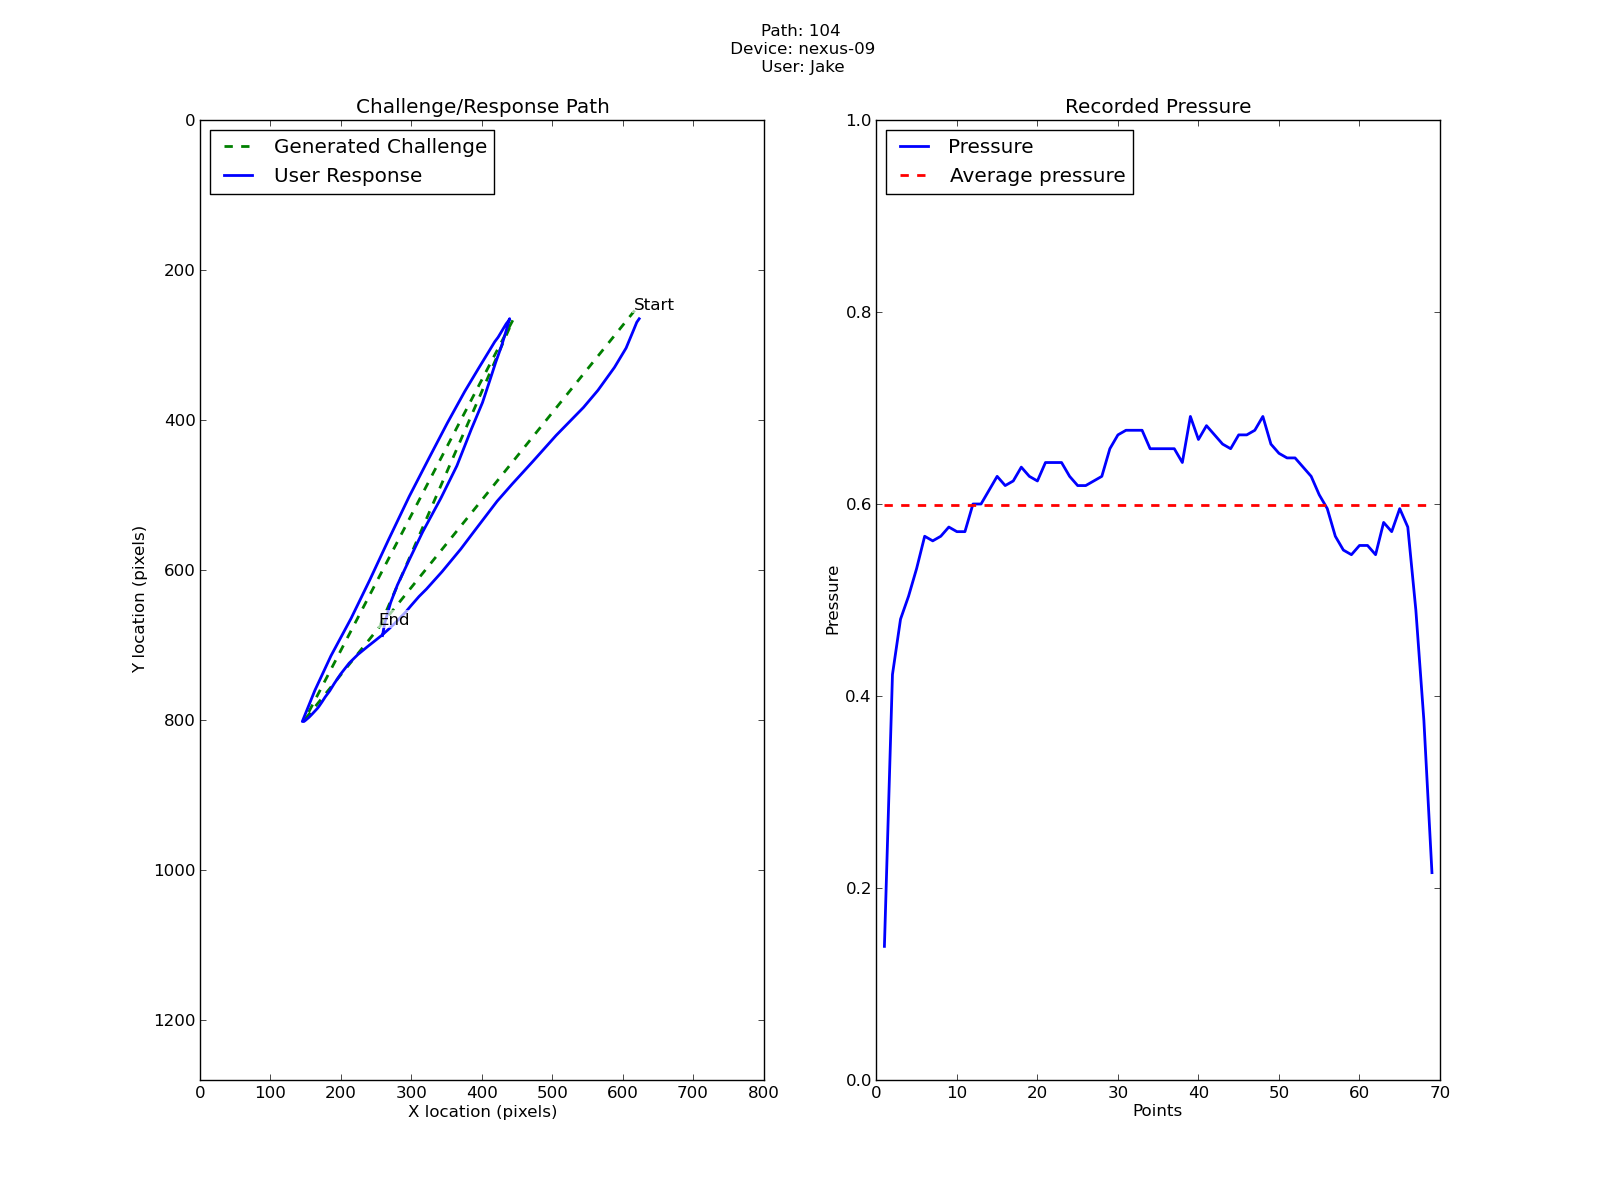 Path: 104
Device: nexus-09
User: Jake
Challenge/Response Path
Generated Challenge
User Response
Start
End
0
200
400
600
800
1000
1200
Y location (pixels)
0 100 200 300 400 500 600 700 800
X location (pixels)
Recorded Pressure
Pressure
Average pressure
1.0
0.8
0.6
0.4
0.2
0.0
Pressure
0 10 20 30 40 50 60 70
Points